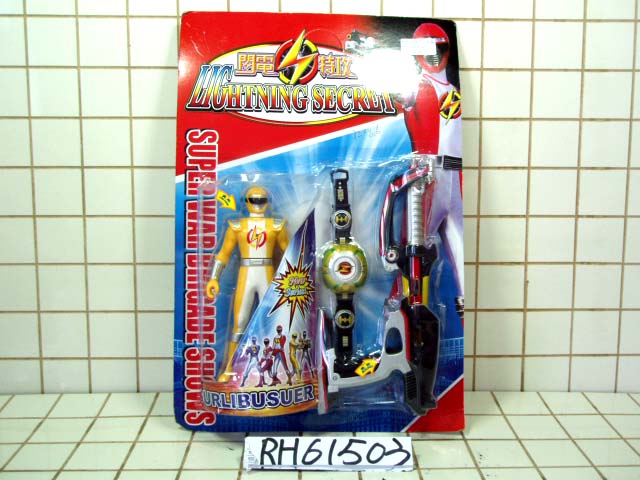 閃電 特攻
LIGHTNING SECRET
SUPER WAR BRIGADE SHOWS
URLIBUSUER
RH61503